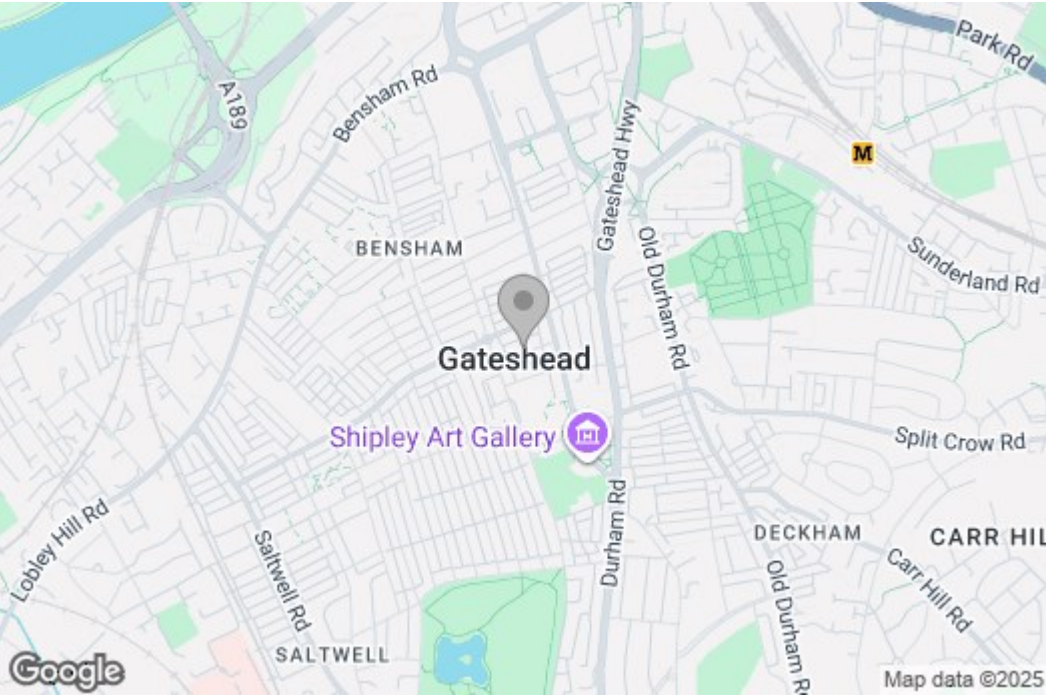 Park Rd
A189
Bensham Rd
Gateshead Hwy
M
BENSHAM
Old Durham Rd
Sunderland Rd
Gateshead
Shipley Art Gallery
Split Crow Rd
Lobley Hill Rd
Saltwell Rd
Durham Rd
DECKHAM
CARR HIL
Carr Hill Rd
Old Durham R
SALTWELL
Google
Map data ©2025